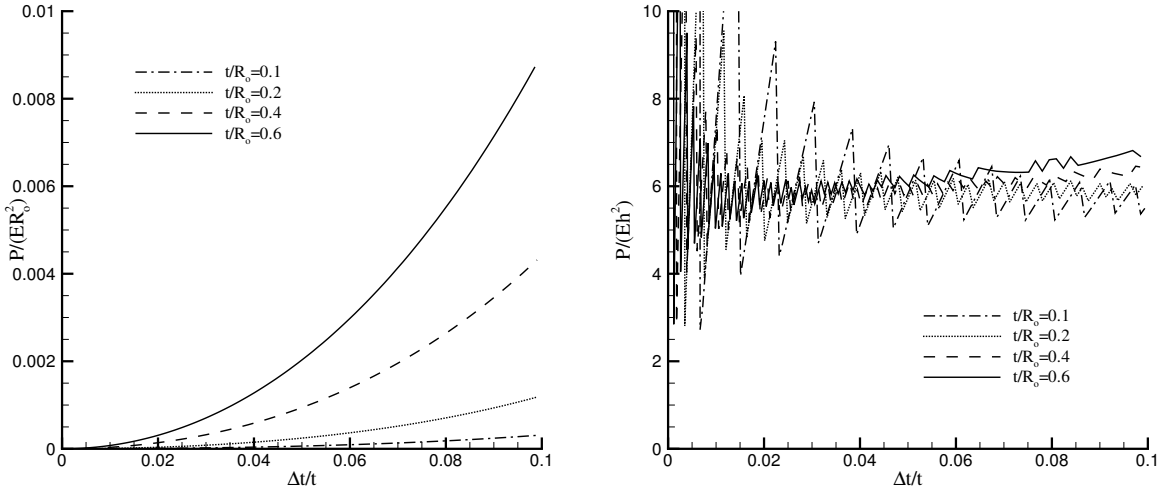 0.01
0.008
0.006
0.004
0.002
0
P/(ER_o^2)
t/R_o=0.1
t/R_o=0.2
t/R_o=0.4
t/R_o=0.6
0 0.02 0.04 0.06 0.08 0.1
Δt/t
10
8
6
4
2
0
P/(Eh^2)
t/R_o=0.1
t/R_o=0.2
t/R_o=0.4
t/R_o=0.6
0 0.02 0.04 0.06 0.08 0.1
Δt/t